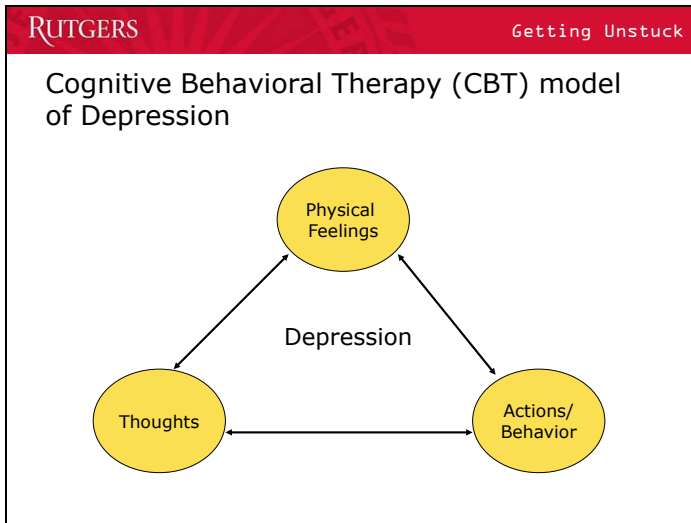 RUTGERS
Getting Unstuck
Cognitive Behavioral Therapy (CBT) model
of Depression
Physical
Feelings
Depression
Thoughts
Actions/
Behavior